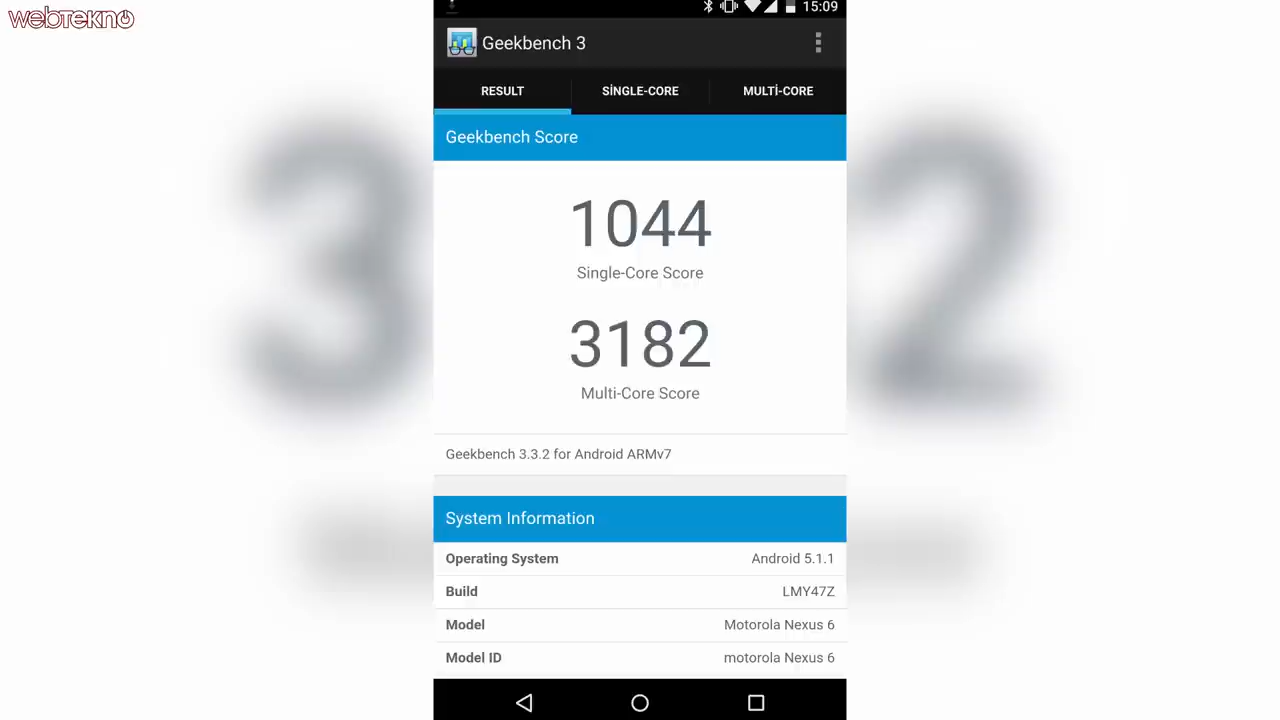 WEBTEKNO
15:09
Geekbench 3
RESULT
SİNGLE-CORE
MULTİ-CORE
Geekbench Score
1044
Single-Core Score
3182
Multi-Core Score
Geekbench 3.3.2 for Android ARMv7
System Information
Operating System Android 5.1.1
Build LMY47Z
Model Motorola Nexus 6
Model ID motorola Nexus 6